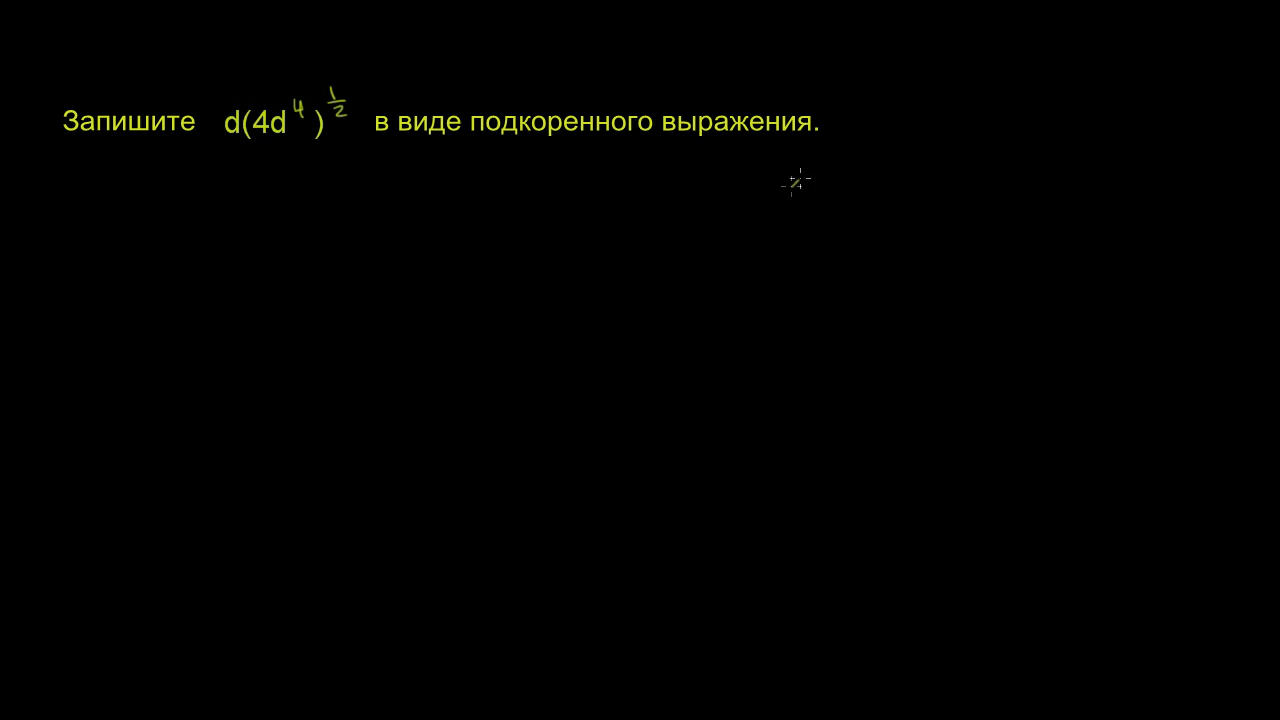 Запишите d(4d⁴)^½ в виде подкоренного выражения.